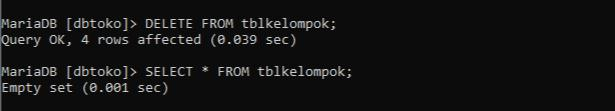 MariaDB [dbtoko]> DELETE FROM tblkelompok;
Query OK, 4 rows affected (0.039 sec)
MariaDB [dbtoko]> SELECT * FROM tblkelompok;
Empty set (0.001 sec)